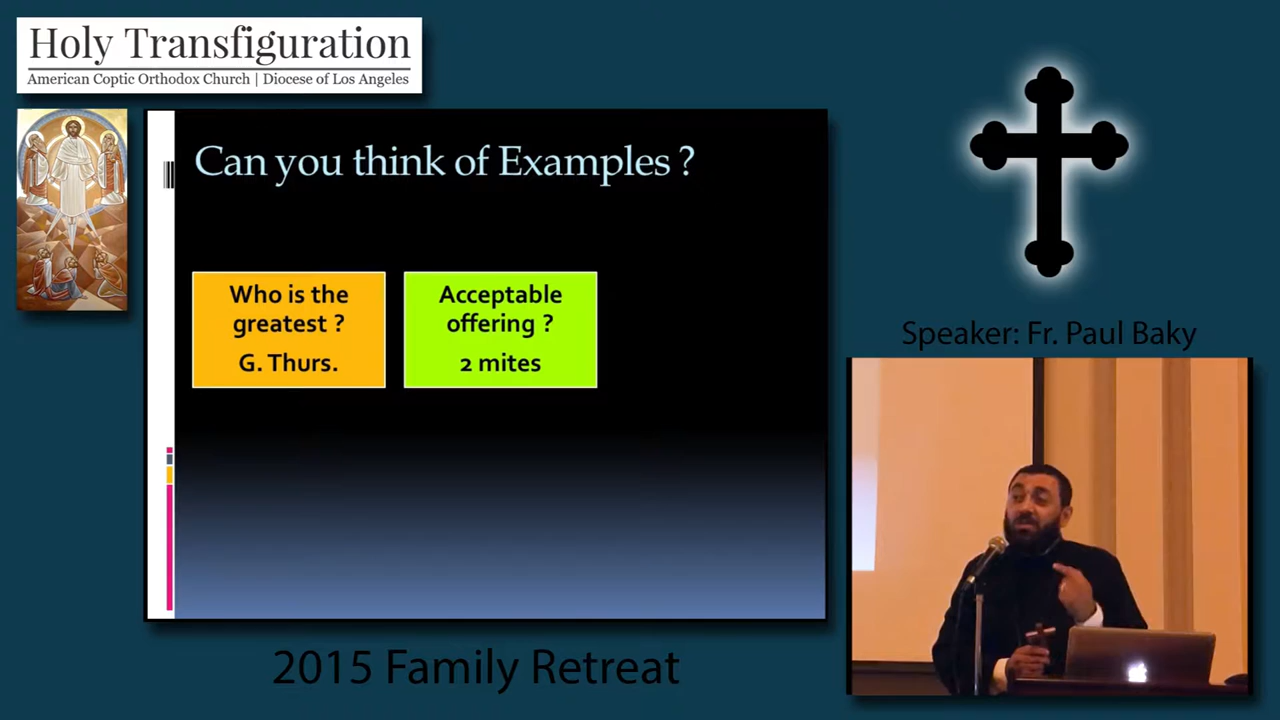 Holy Transfiguration
American Coptic Orthodox Church | Diocese of Los Angeles
Can you think of Examples ?
Who is the
greatest ?
G. Thurs.
Acceptable
offering ?
2 mites
Speaker: Fr. Paul Baky
2015 Family Retreat